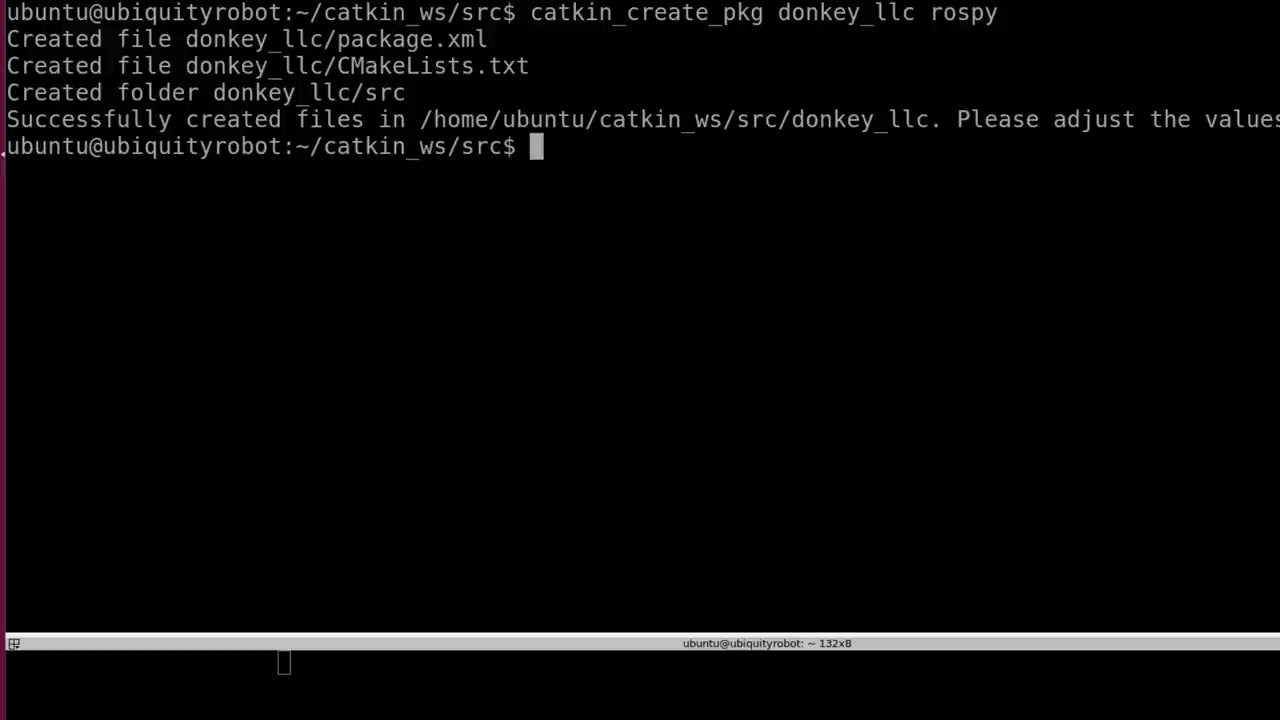 ubuntu@ubiquityrobot:~/catkin_ws/src$ catkin_create_pkg donkey_llc rospy
Created file donkey_llc/package.xml
Created file donkey_llc/CMakeLists.txt
Created folder donkey_llc/src
Successfully created files in /home/ubuntu/catkin_ws/src/donkey_llc. Please adjust the values
ubuntu@ubiquityrobot:~/catkin_ws/src$
ubuntu@ubiquityrobot: ~ 132x8